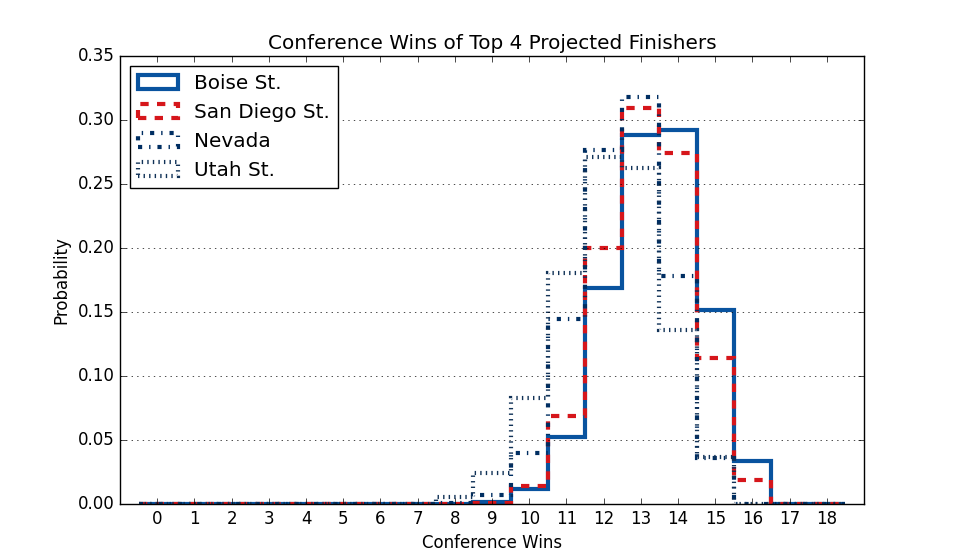 Conference Wins of Top 4 Projected Finishers
Boise St.
San Diego St.
Nevada
Utah St.
0.35
0.30
0.25
0.20
0.15
0.10
0.05
0.00
Probability
0 1 2 3 4 5 6 7 8 9 10 11 12 13 14 15 16 17 18
Conference Wins